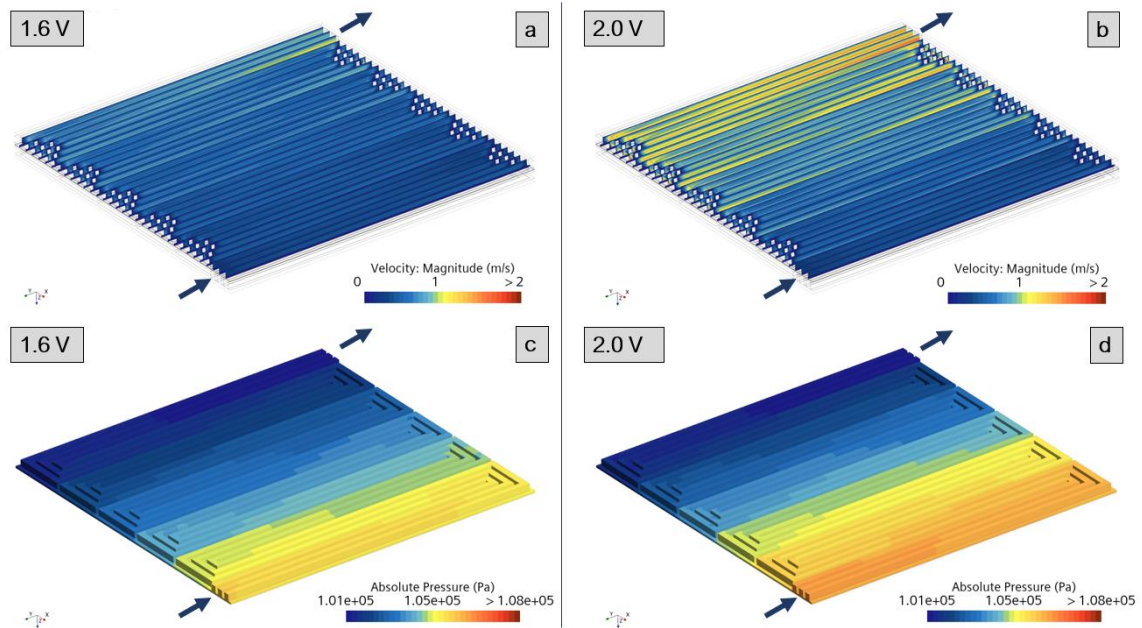 1.6 V
a
Velocity: Magnitude (m/s)
0 1 > 2
2.0 V
b
Velocity: Magnitude (m/s)
0 1 > 2
1.6 V
c
Absolute Pressure (Pa)
1.01e+05 1.05e+05 > 1.08e+05
2.0 V
d
Absolute Pressure (Pa)
1.01e+05 1.05e+05 > 1.08e+05